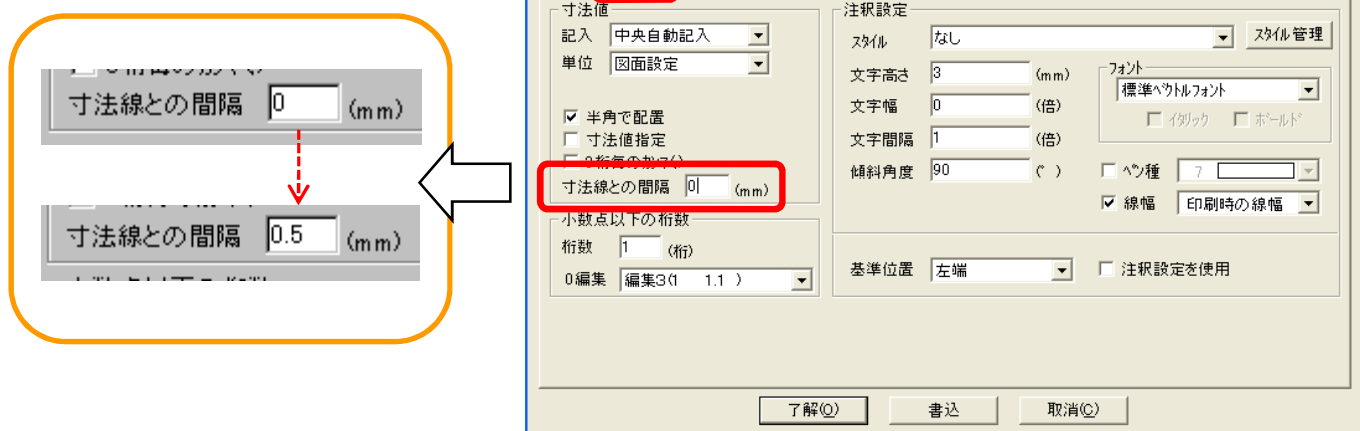 寸法線との間隔 0 (mm)
寸法線との間隔 0.5 (mm)
寸法値
記入 中央自動記入
単位 図面設定
半角で配置
寸法値指定
寸法線との間隔 0 (mm)
小数点以下の桁数
桁数 1 (桁)
0編集 編集3(1 1.1 )
注釈設定
スタイル なし スタイル管理
文字高さ 3 (mm)
文字幅 0 (倍)
文字間隔 1 (倍)
傾斜角度 90 (° )
フォント
標準ベクトルフォント
イタリック ボールド
ペン種 7
線幅 印刷時の線幅
基準位置 左端 注釈設定を使用
了解(O) 書込 取消(C)